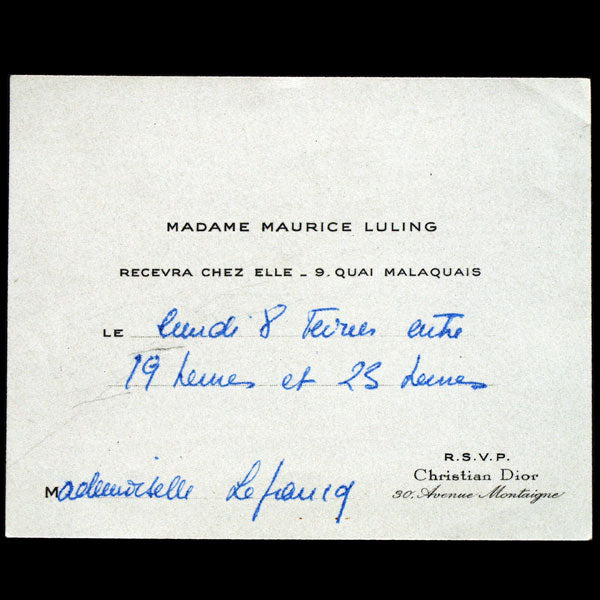 MADAME MAURICE LULING
RECEVRA CHEZ ELLE - 9. QUAI MALAQUAIS
LE lundi 8 Février entre
19 heures et 23 heures
R.S.V.P.
Christian Dior
30, Avenue Montaigne
Mademoiselle Lefrancq